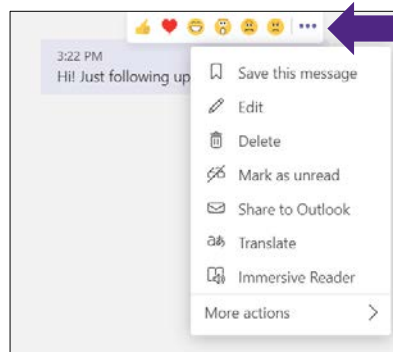 3:22 PM
Hi! Just following up
Save this message
Edit
Delete
Mark as unread
Share to Outlook
Translate
Immersive Reader
More actions